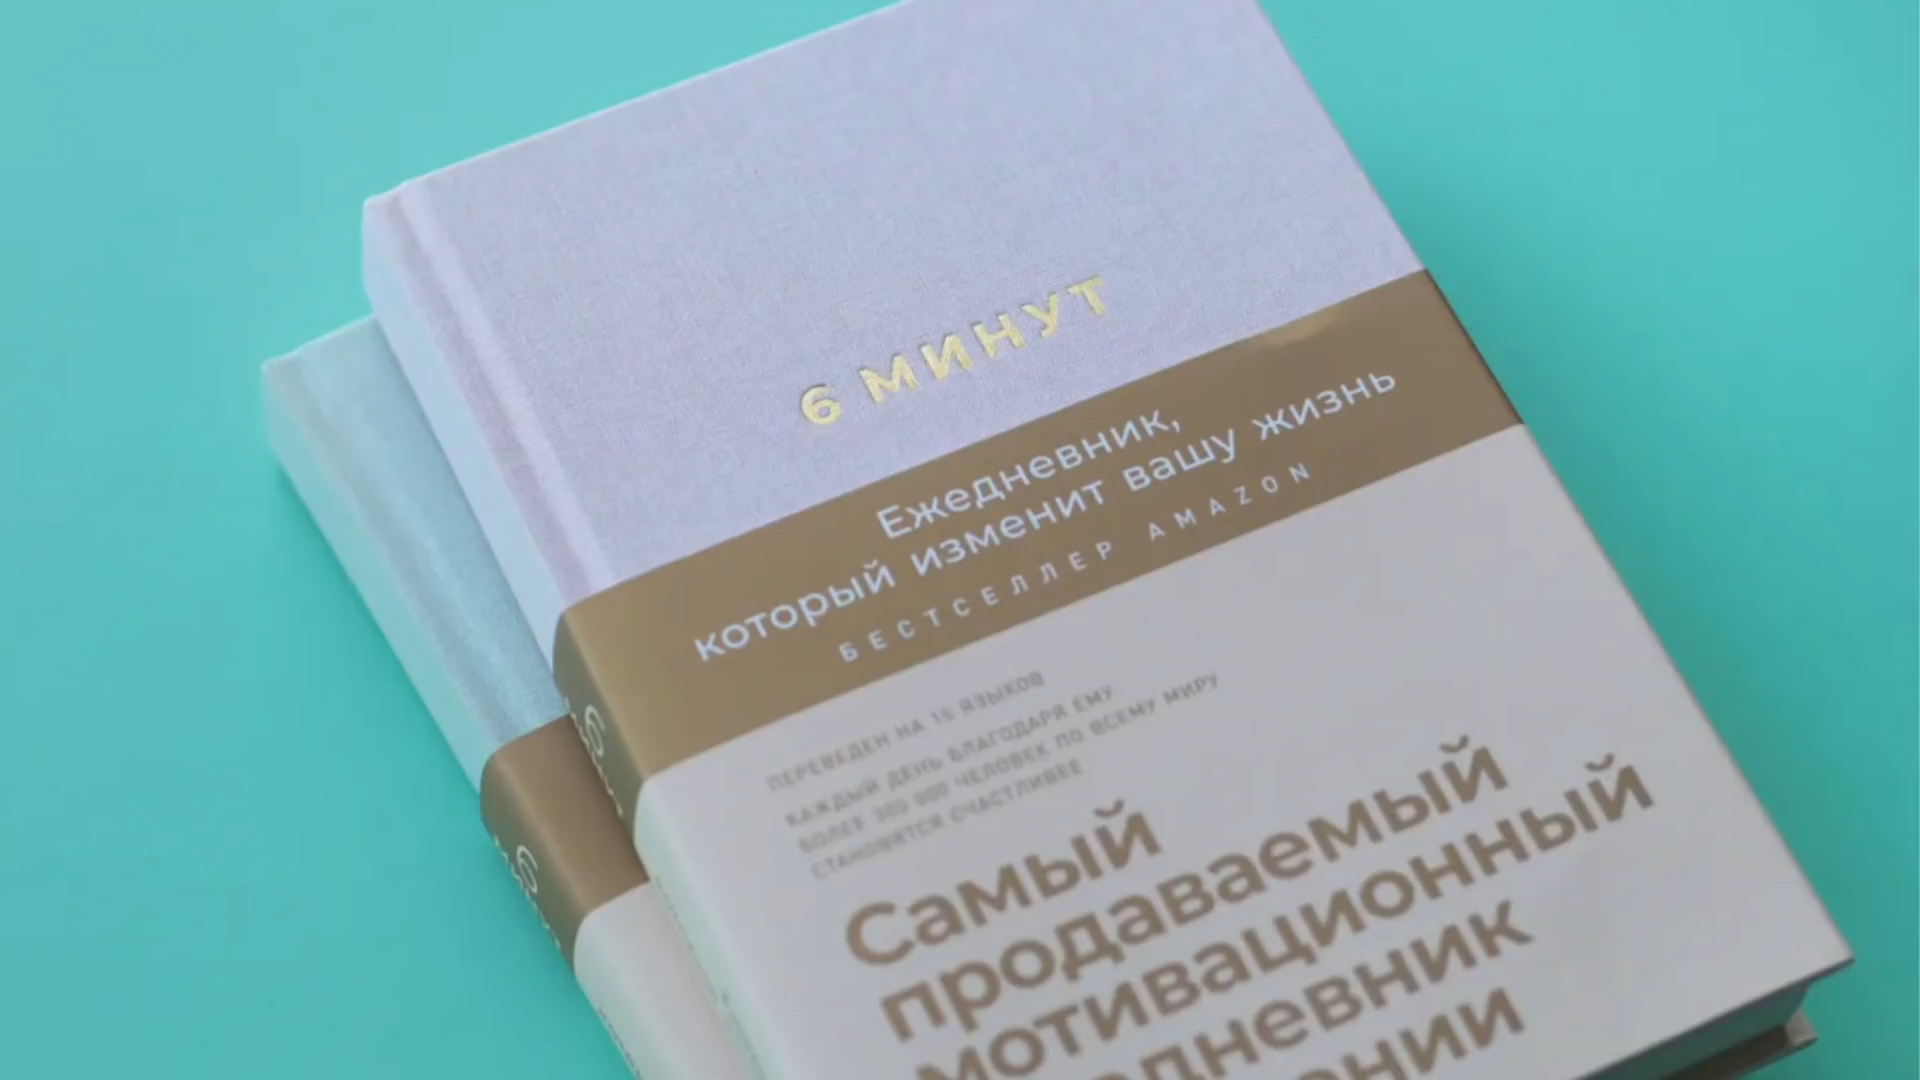 6 МИНУТ
Ежедневник,
который изменит вашу жизнь
БЕСТСЕЛЛЕР AMAZON
ПЕРЕВЕДЕН НА 15 ЯЗЫКОВ
КАЖДЫЙ ДЕНЬ БЛАГОДАРЯ ЕМУ
БОЛЕЕ 300 000 ЧЕЛОВЕК ПО ВСЕМУ МИРУ
СТАНОВЯТСЯ СЧАСТЛИВЕЕ
Самый
продаваемый
мотивационный